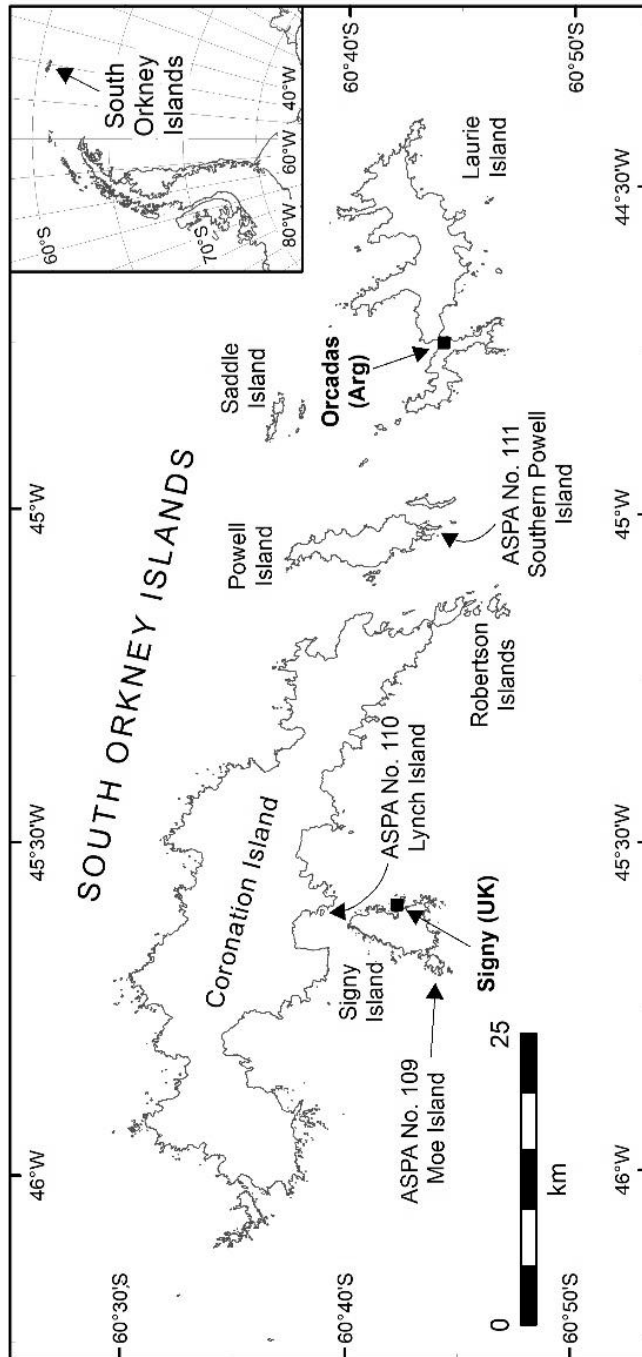 46°W
45°30'W
45°W
SOUTH ORKNEY ISLANDS
60°S
70°S
80°W
60°W
40°W
South
Orkney
Islands
60°30'S
60°40'S
60°50'S
Coronation Island
Powell
Island
Saddle
Island
Orcadas
(Arg)
Laurie
Island
Signy
Island
ASPA No. 110
Lynch Island
Robertson
Islands
ASPA No. 111
Southern Powell
Island
ASPA No. 109
Moe Island
Signy (UK)
0
25
km
60°40'S
60°50'S
46°W
45°30'W
45°W
44°30'W